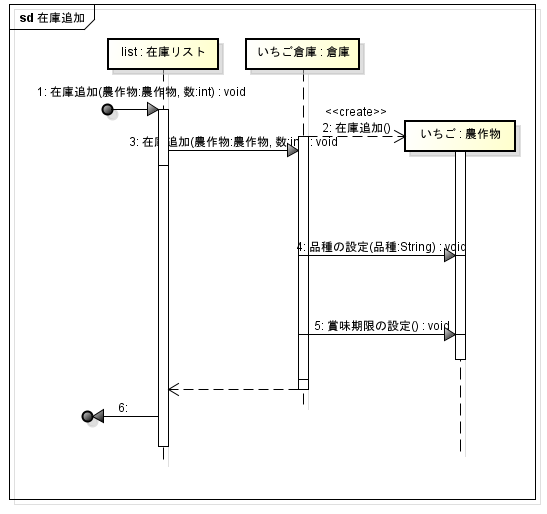 sd 在庫追加
list : 在庫リスト
いちご倉庫 : 倉庫
1: 在庫追加(農作物:農作物, 数:int) : void
<<create>>
2: 在庫追加()
いちご : 農作物
3: 在庫追加(農作物:農作物, 数:int) : void
4: 品種の設定(品種:String) : void
5: 賞味期限の設定() : void
6: